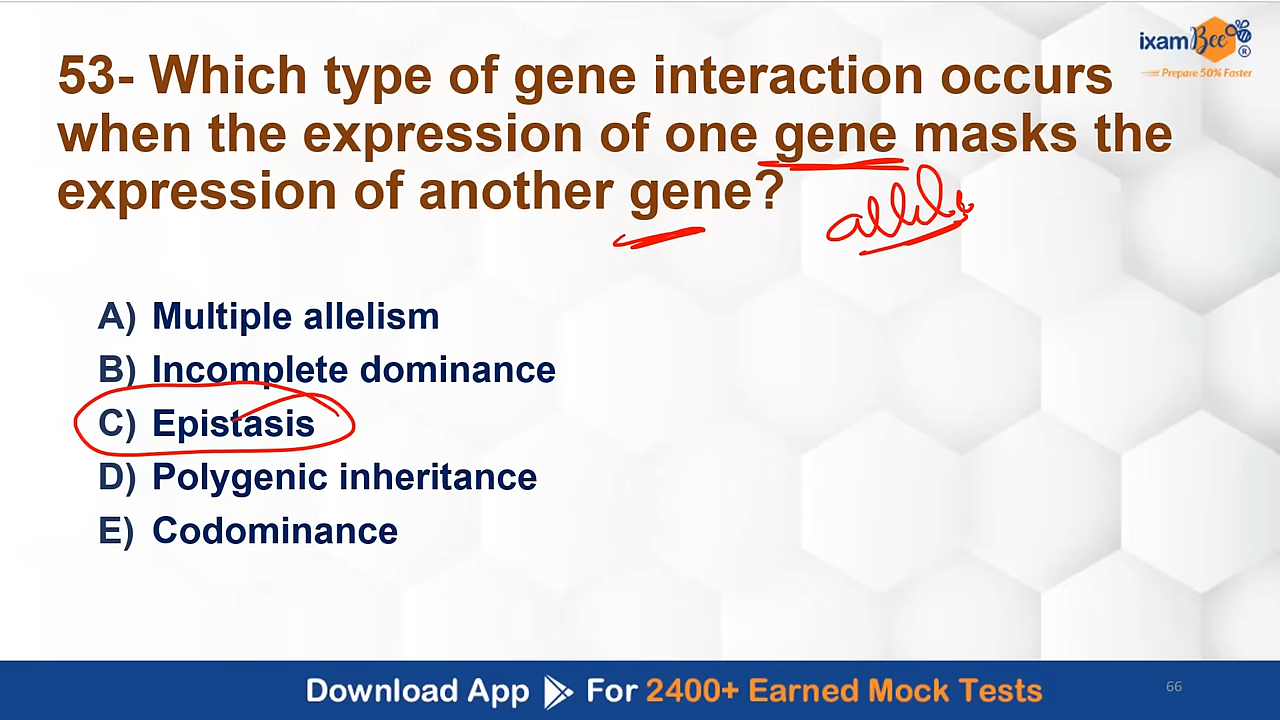 ixamBee
®
Prepare 50% Faster
53- Which type of gene interaction occurs
when the expression of one gene masks the
expression of another gene?
A) Multiple allelism
B) Incomplete dominance
C) Epistasis
D) Polygenic inheritance
E) Codominance
Download App For 2400+ Earned Mock Tests
66